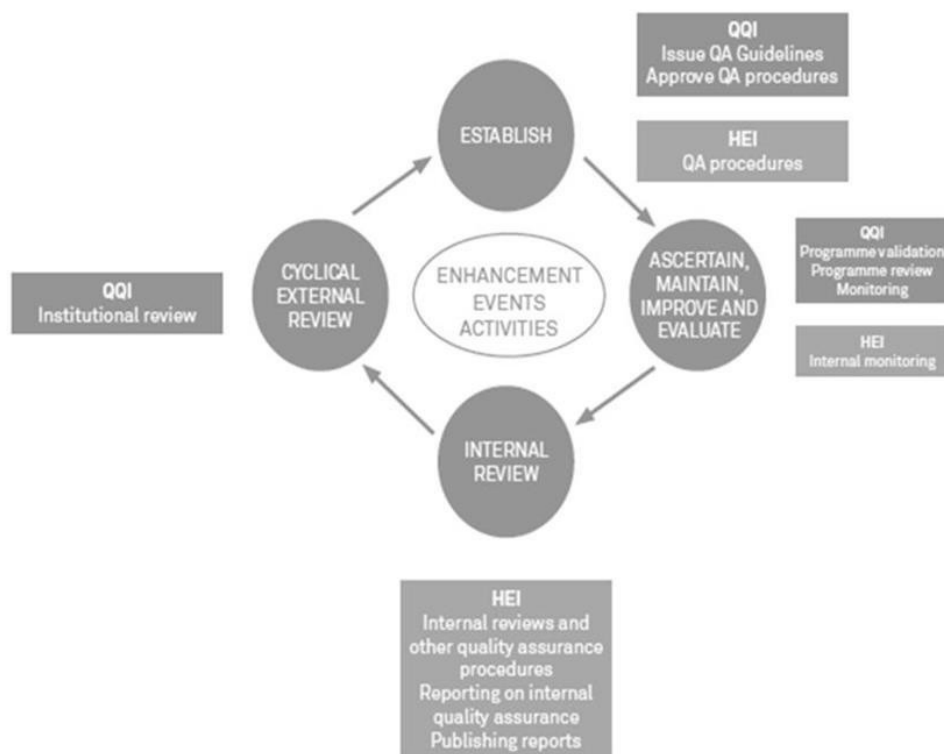 QQI
Issue QA Guidelines
Approve QA procedures
ESTABLISH
HEI
QA procedures
QQI
Programme validation
Programme review
Monitoring
ASCERTAIN,
MAINTAIN,
IMPROVE AND
EVALUATE
HEI
Internal monitoring
ENHANCEMENT
EVENTS
ACTIVITIES
CYCLICAL
EXTERNAL
REVIEW
QQI
Institutional review
INTERNAL
REVIEW
HEI
Internal reviews and
other quality assurance
procedures
Reporting on internal
quality assurance
Publishing reports